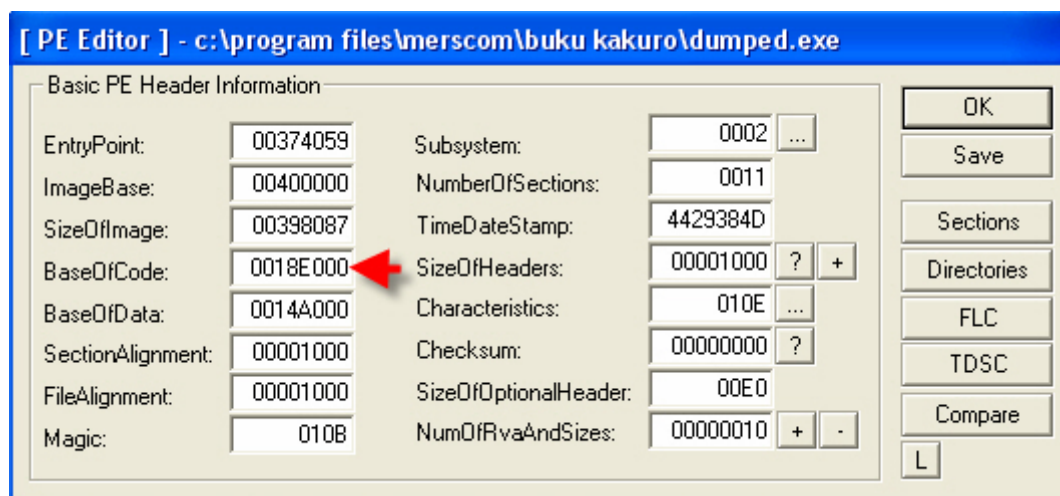 [ PE Editor ] - c:\program files\merscom\buku kakuro\dumped.exe
Basic PE Header Information
EntryPoint: 00374059 Subsystem: 0002 ...
ImageBase: 00400000 NumberOfSections: 0011
SizeOfImage: 00398087 TimeDateStamp: 4429384D
BaseOfCode: 0018E000 SizeOfHeaders: 00001000 ? +
BaseOfData: 0014A000 Characteristics: 010E ...
SectionAlignment: 00001000 Checksum: 00000000 ?
FileAlignment: 00001000 SizeOfOptionalHeader: 00E0
Magic: 010B NumOfRvaAndSizes: 00000010 + -
OK
Save
Sections
Directories
FLC
TDSC
Compare
L